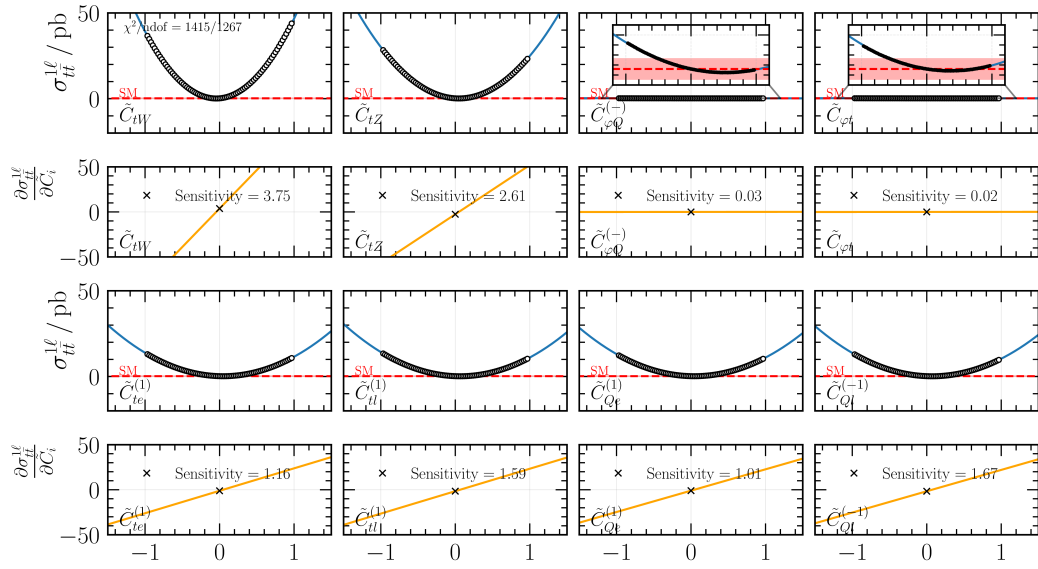 σ_{tt̄}^{1ℓ} / pb
50
0
χ²/ndof = 1415/1267
SM
SM
SM
SM
C̃_{tW}
C̃_{tZ}
C̃_{φQ}^{(−)}
C̃_{φt}
∂σ_{tt̄}^{1ℓ}/∂C̃_i
50
0
−50
Sensitivity = 3.75
Sensitivity = 2.61
Sensitivity = 0.03
Sensitivity = 0.02
C̃_{tW}
C̃_{tZ}
C̃_{φQ}^{(−)}
C̃_{φt}
σ_{tt̄}^{1ℓ} / pb
50
0
SM
SM
SM
SM
C̃_{te}^{(1)}
C̃_{tl}^{(1)}
C̃_{Qe}^{(1)}
C̃_{Ql}^{(−1)}
∂σ_{tt̄}^{1ℓ}/∂C̃_i
50
0
−50
Sensitivity = 1.16
Sensitivity = 1.59
Sensitivity = 1.01
Sensitivity = 1.67
C̃_{te}^{(1)}
C̃_{tl}^{(1)}
C̃_{Qe}^{(1)}
C̃_{Ql}^{(−1)}
−1 0 1
−1 0 1
−1 0 1
−1 0 1